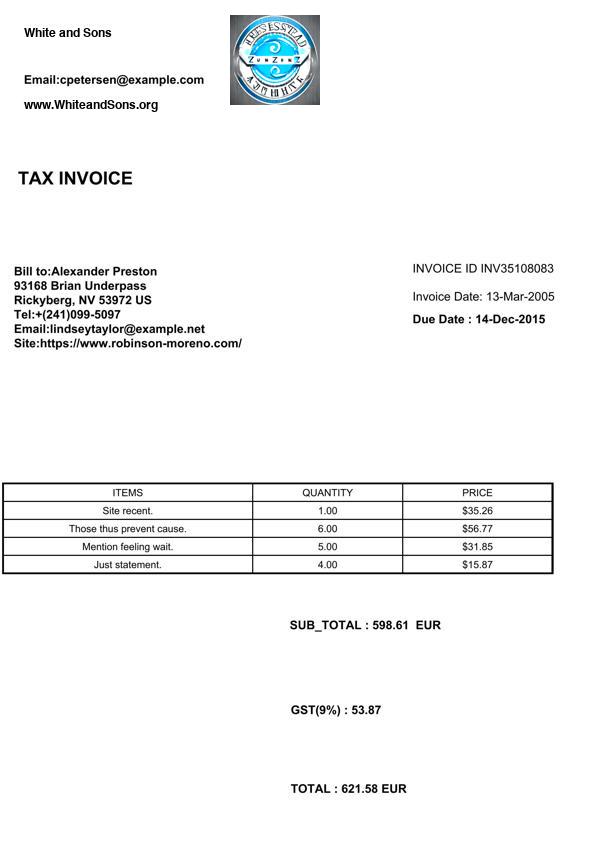 White and Sons
Email:cpetersen@example.com
www.WhiteandSons.org
ZunZunZ
TAX INVOICE
Bill to:Alexander Preston
93168 Brian Underpass
Rickyberg, NV 53972 US
Tel:+(241)099-5097
Email:lindseytaylor@example.net
Site:https://www.robinson-moreno.com/
INVOICE ID INV35108083
Invoice Date: 13-Mar-2005
Due Date : 14-Dec-2015
ITEMS QUANTITY PRICE
Site recent. 1.00 $35.26
Those thus prevent cause. 6.00 $56.77
Mention feeling wait. 5.00 $31.85
Just statement. 4.00 $15.87
SUB_TOTAL : 598.61 EUR
GST(9%) : 53.87
TOTAL : 621.58 EUR